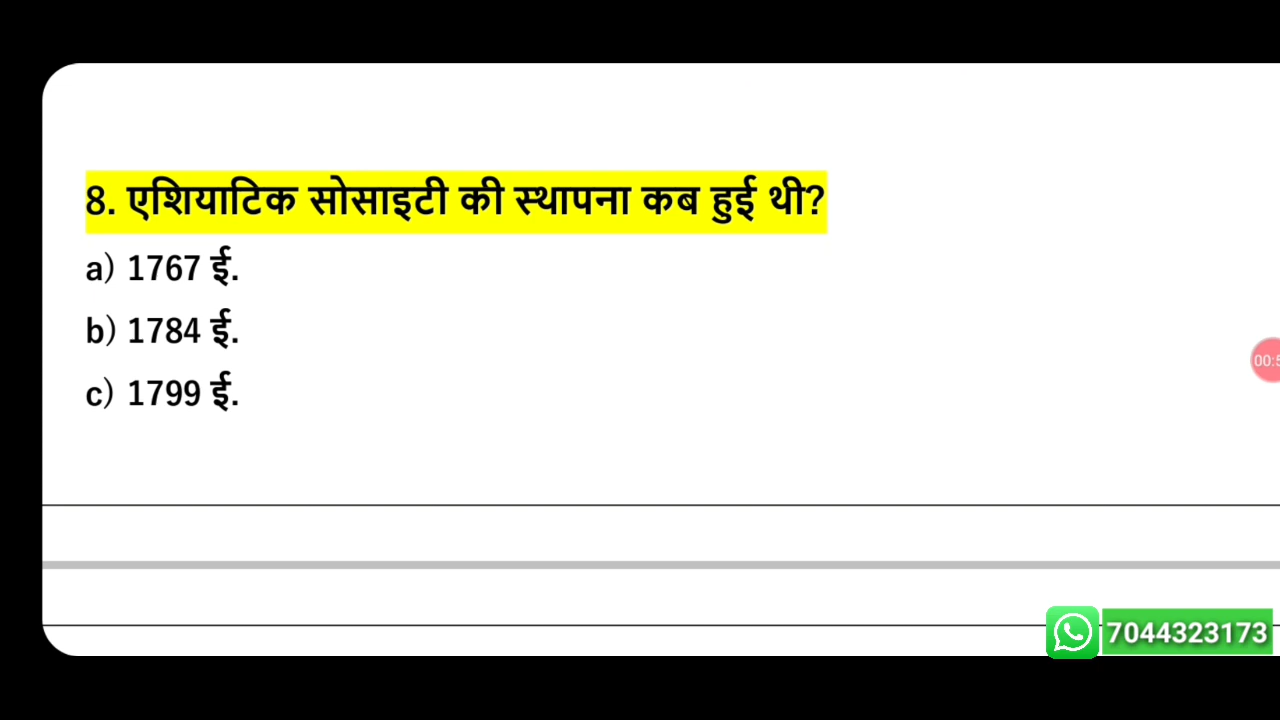 8. एशियाटिक सोसाइटी की स्थापना कब हुई थी?
a) 1767 ई.
b) 1784 ई.
c) 1799 ई.
7044323173